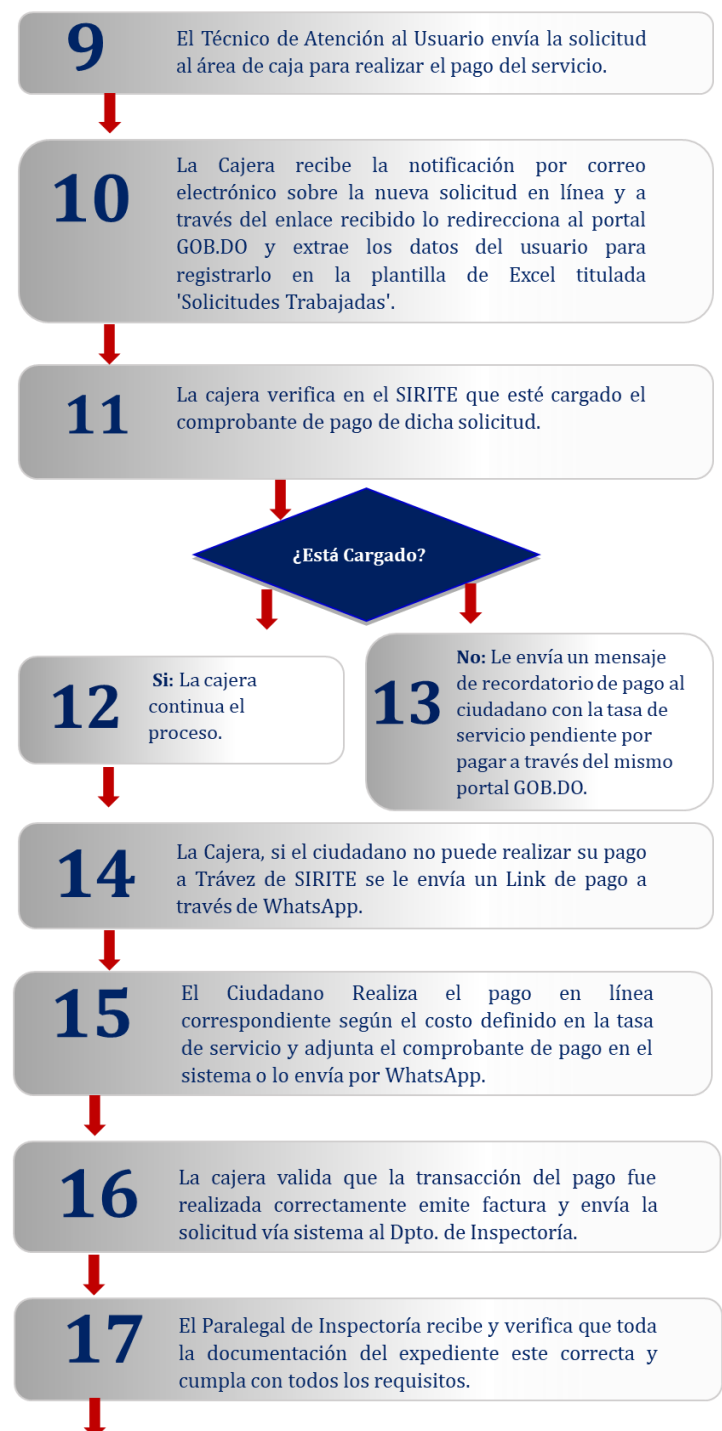 9
El Técnico de Atención al Usuario envía la solicitud
al área de caja para realizar el pago del servicio.
10
La Cajera recibe la notificación por correo
electrónico sobre la nueva solicitud en línea y a
través del enlace recibido lo redirecciona al portal
GOB.DO y extrae los datos del usuario para
registrarlo en la plantilla de Excel titulada
'Solicitudes Trabajadas'.
11
La cajera verifica en el SIRITE que esté cargado el
comprobante de pago de dicha solicitud.
¿Está Cargado?
12
Si: La cajera
continua el
proceso.
13
No: Le envía un mensaje
de recordatorio de pago al
ciudadano con la tasa de
servicio pendiente por
pagar a través del mismo
portal GOB.DO.
14
La Cajera, si el ciudadano no puede realizar su pago
a Trávez de SIRITE se le envía un Link de pago a
través de WhatsApp.
15
El Ciudadano Realiza el pago en línea
correspondiente según el costo definido en la tasa
de servicio y adjunta el comprobante de pago en el
sistema o lo envía por WhatsApp.
16
La cajera valida que la transacción del pago fue
realizada correctamente emite factura y envía la
solicitud vía sistema al Dpto. de Inspectoría.
17
El Paralegal de Inspectoría recibe y verifica que toda
la documentación del expediente este correcta y
cumpla con todos los requisitos.